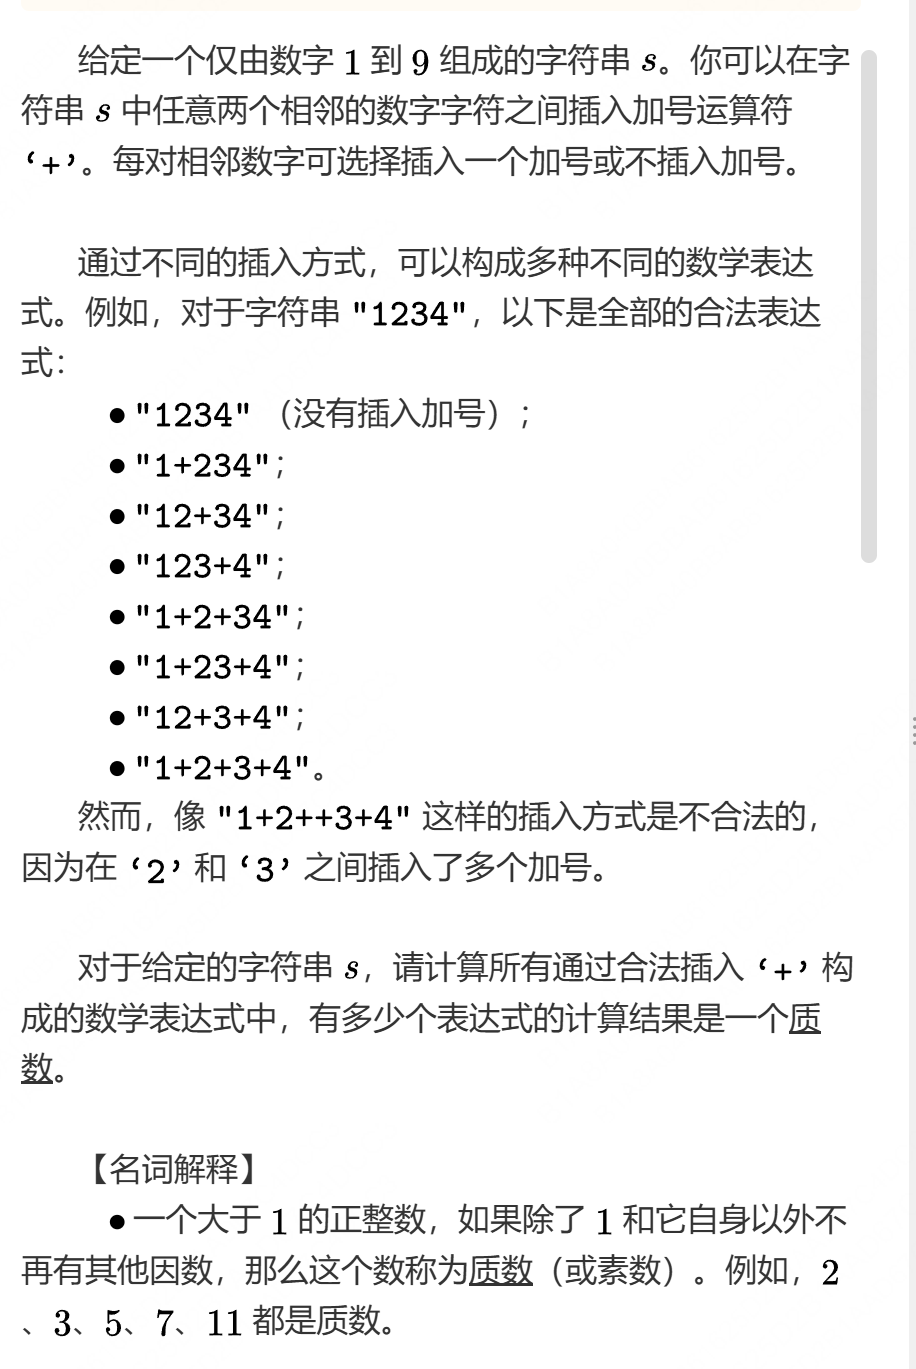 给定一个仅由数字 1 到 9 组成的字符串 s。你可以在字
符串 s 中任意两个相邻的数字字符之间插入加号运算符
‘+’。每对相邻数字可选择插入一个加号或不插入加号。
通过不同的插入方式，可以构成多种不同的数学表达
式。例如，对于字符串 "1234"，以下是全部的合法表达
式：
●"1234" （没有插入加号）；
●"1+234"；
●"12+34"；
●"123+4"；
●"1+2+34"；
●"1+23+4"；
●"12+3+4"；
●"1+2+3+4"。
然而，像 "1+2++3+4" 这样的插入方式是不合法的，
因为在 ‘2’ 和 ‘3’ 之间插入了多个加号。
对于给定的字符串 s，请计算所有通过合法插入 ‘+’ 构
成的数学表达式中，有多少个表达式的计算结果是一个质
数。
【名词解释】
●一个大于 1 的正整数，如果除了 1 和它自身以外不
再有其他因数，那么这个数称为质数（或素数）。例如，2
、3、5、7、11 都是质数。